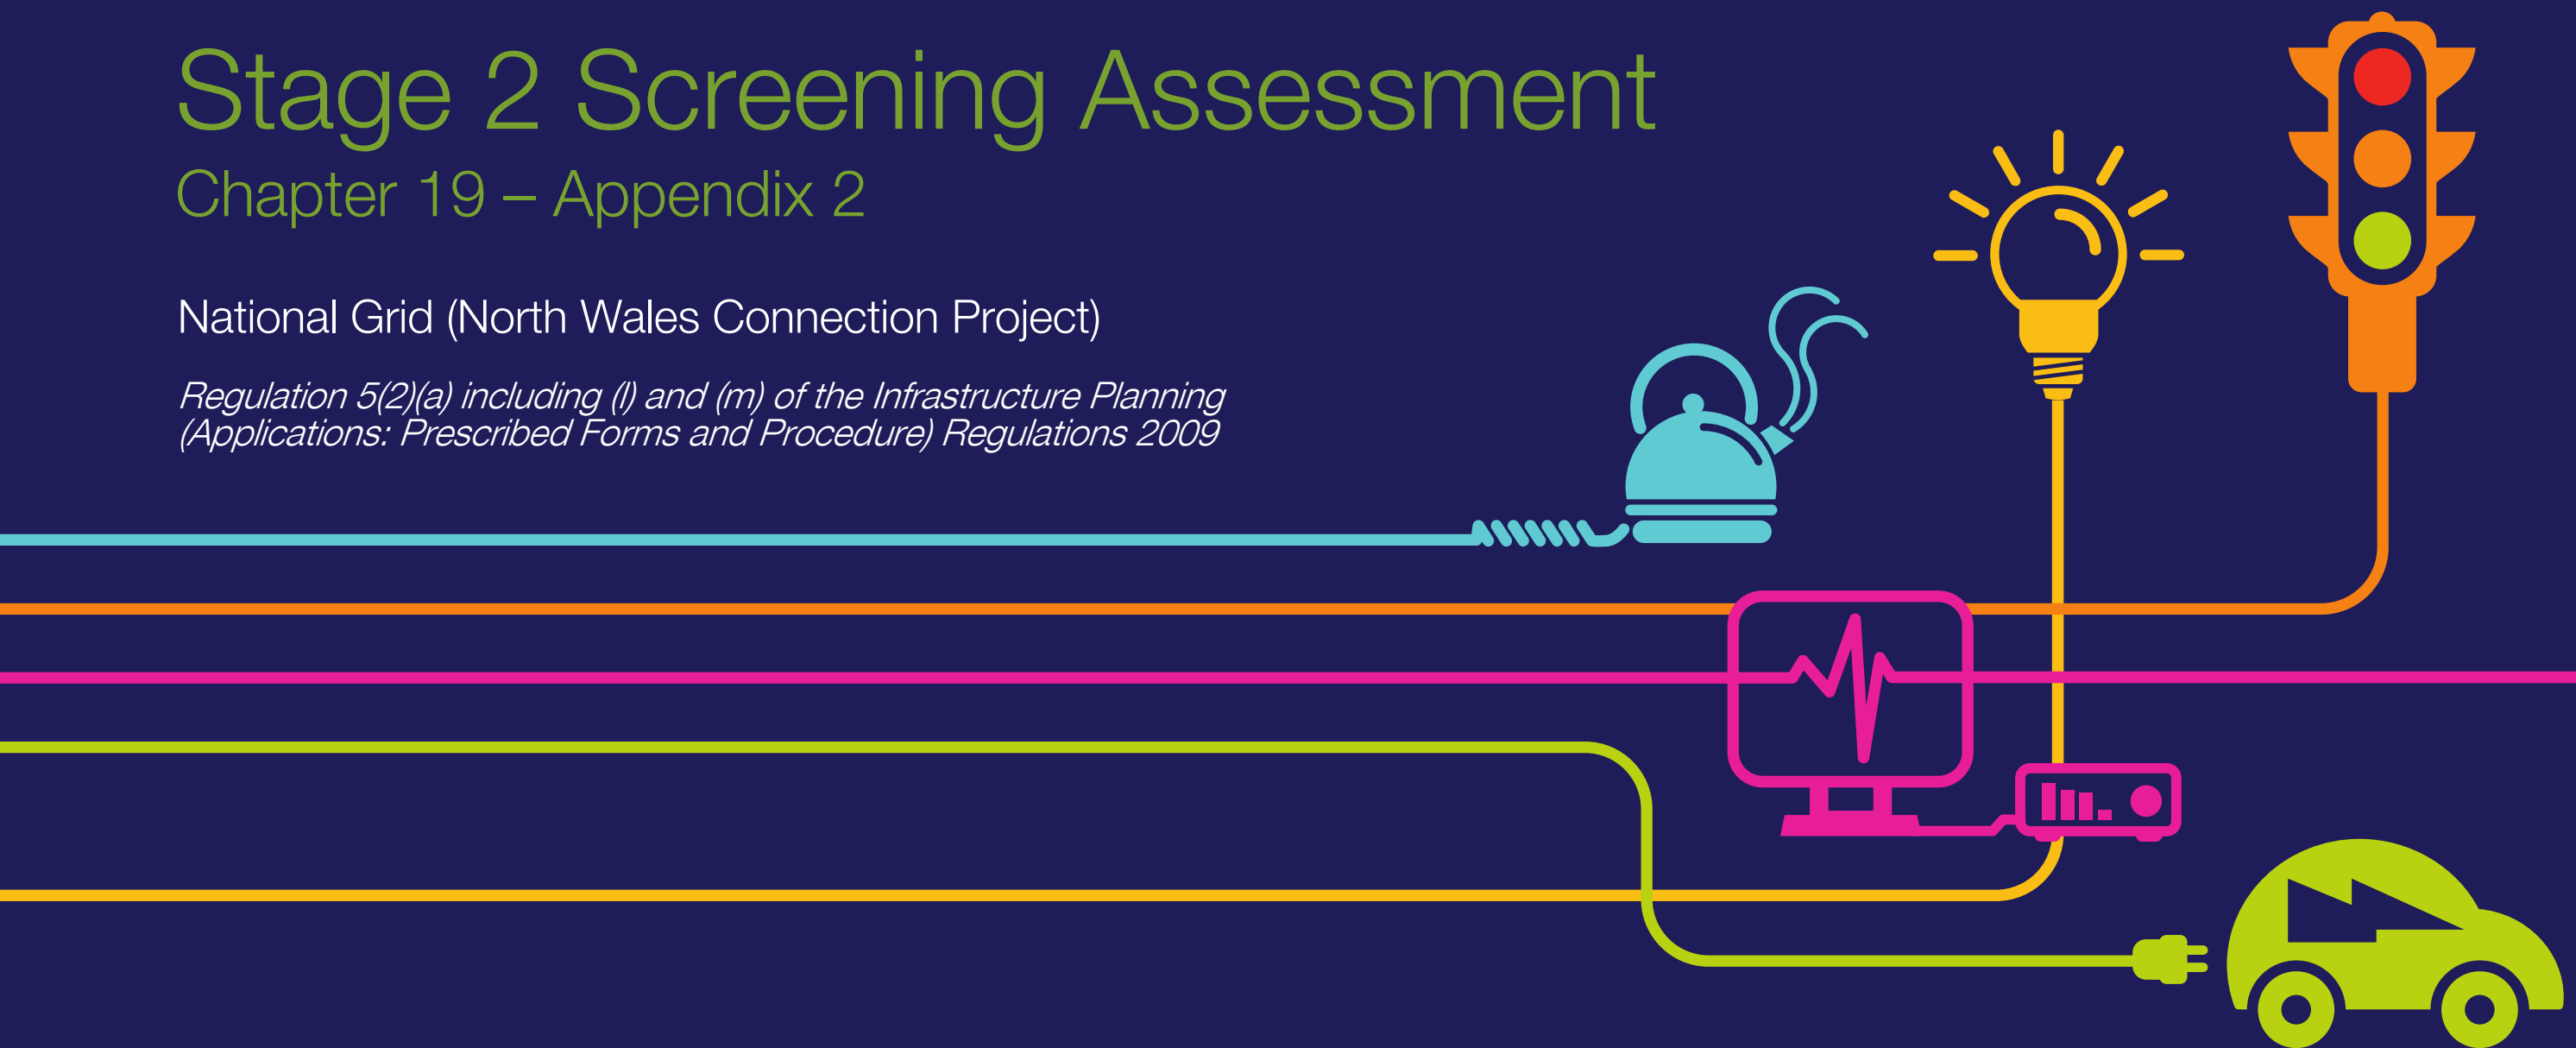 Stage 2 Screening Assessment
Chapter 19 – Appendix 2
National Grid (North Wales Connection Project)
Regulation 5(2)(a) including (l) and (m) of the Infrastructure Planning
(Applications: Prescribed Forms and Procedure) Regulations 2009